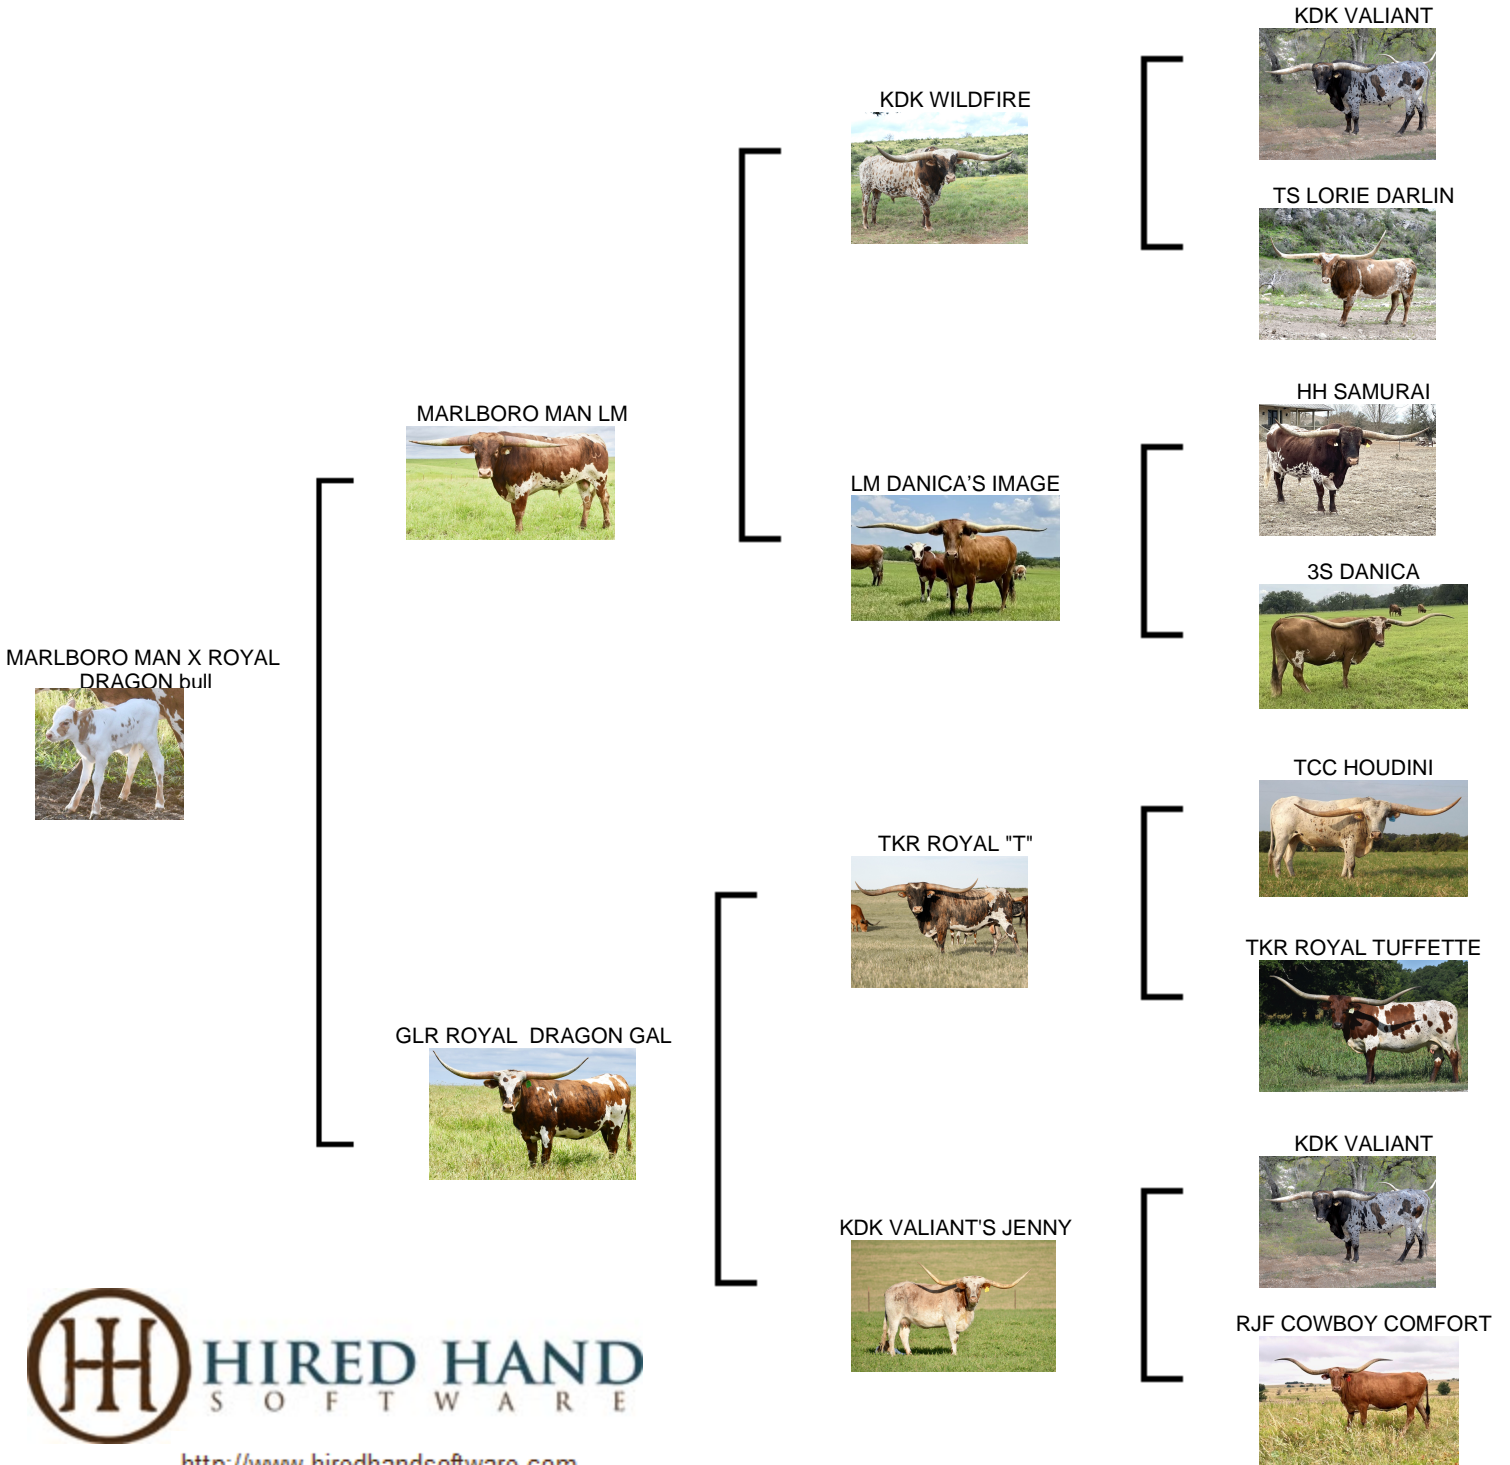 KDK VALIANT
KDK WILDFIRE
TS LORIE DARLIN
HH SAMURAI
MARLBORO MAN LM
LM DANICA'S IMAGE
3S DANICA
MARLBORO MAN X ROYAL
DRAGON bull
TCC HOUDINI
TKR ROYAL "T"
TKR ROYAL TUFFETTE
GLR ROYAL  DRAGON GAL
KDK VALIANT
KDK VALIANT'S JENNY
RJF COWBOY COMFORT
HIRED HAND
SOFTWARE
http://www.hiredhandsoftware.com